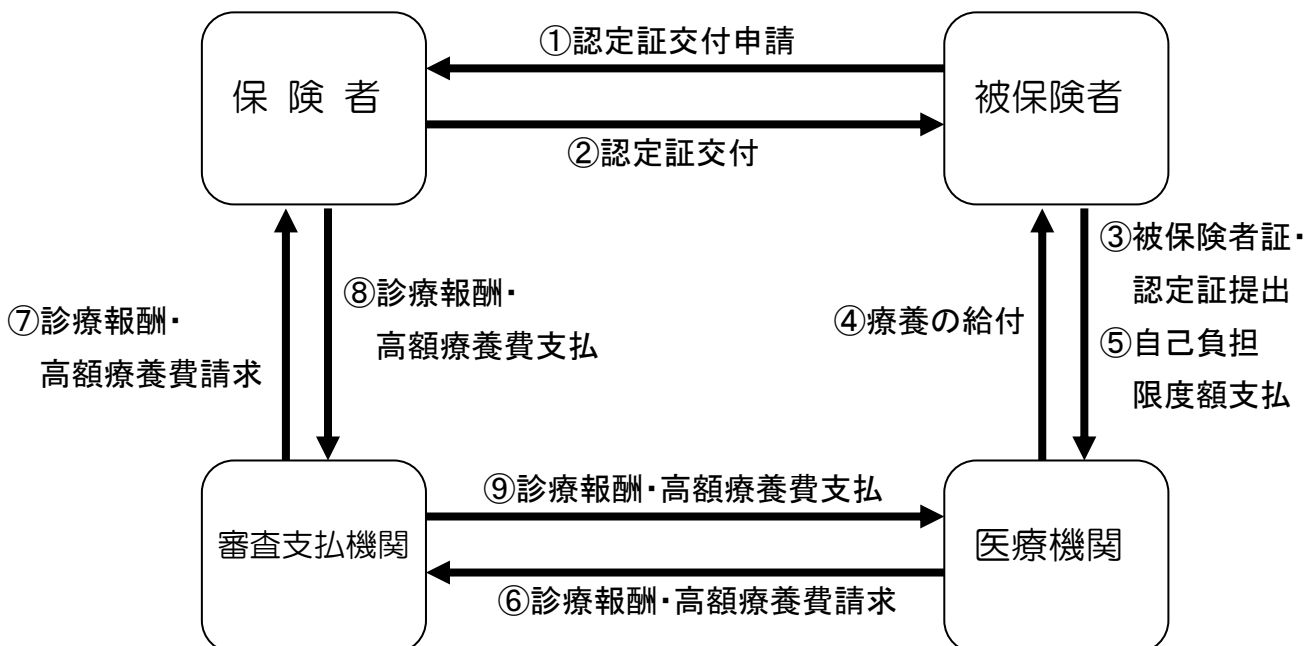 ①認定証交付申請
保 険 者
被保険者
②認定証交付
③被保険者証・
認定証提出
⑧診療報酬・
高額療養費支払
⑦診療報酬・
高額療養費請求
④療養の給付
⑤自己負担
限度額支払
⑨診療報酬・高額療養費支払
審査支払機関
医療機関
⑥診療報酬・高額療養費請求